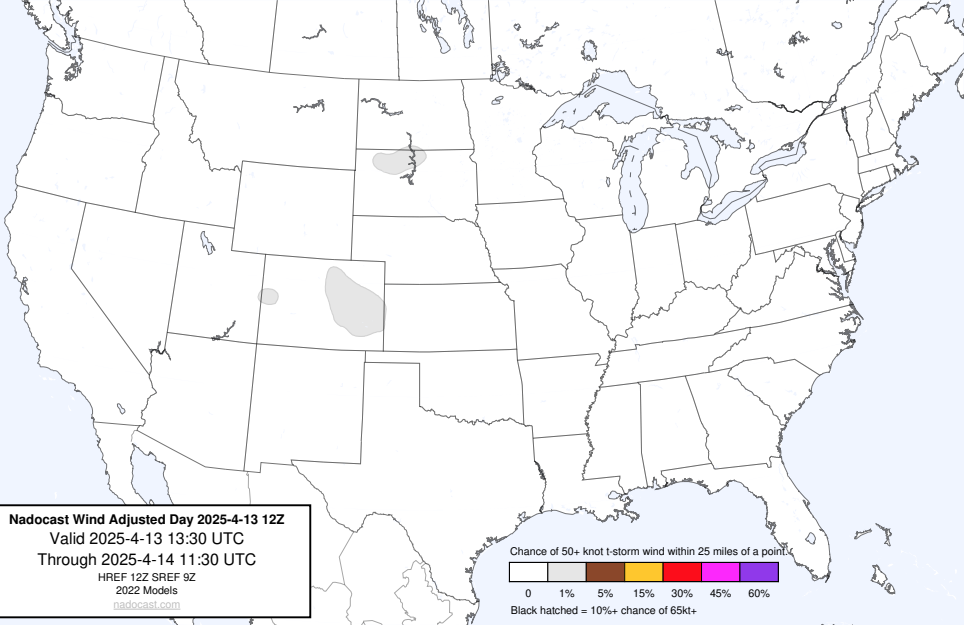 Nadocast Wind Adjusted Day 2025-4-13 12Z
Valid 2025-4-13 13:30 UTC
Through 2025-4-14 11:30 UTC
HREF 12Z SREF 9Z
2022 Models
nadocast.com
Chance of 50+ knot t-storm wind within 25 miles of a point.
0 1% 5% 15% 30% 45% 60%
Black hatched = 10%+ chance of 65kt+